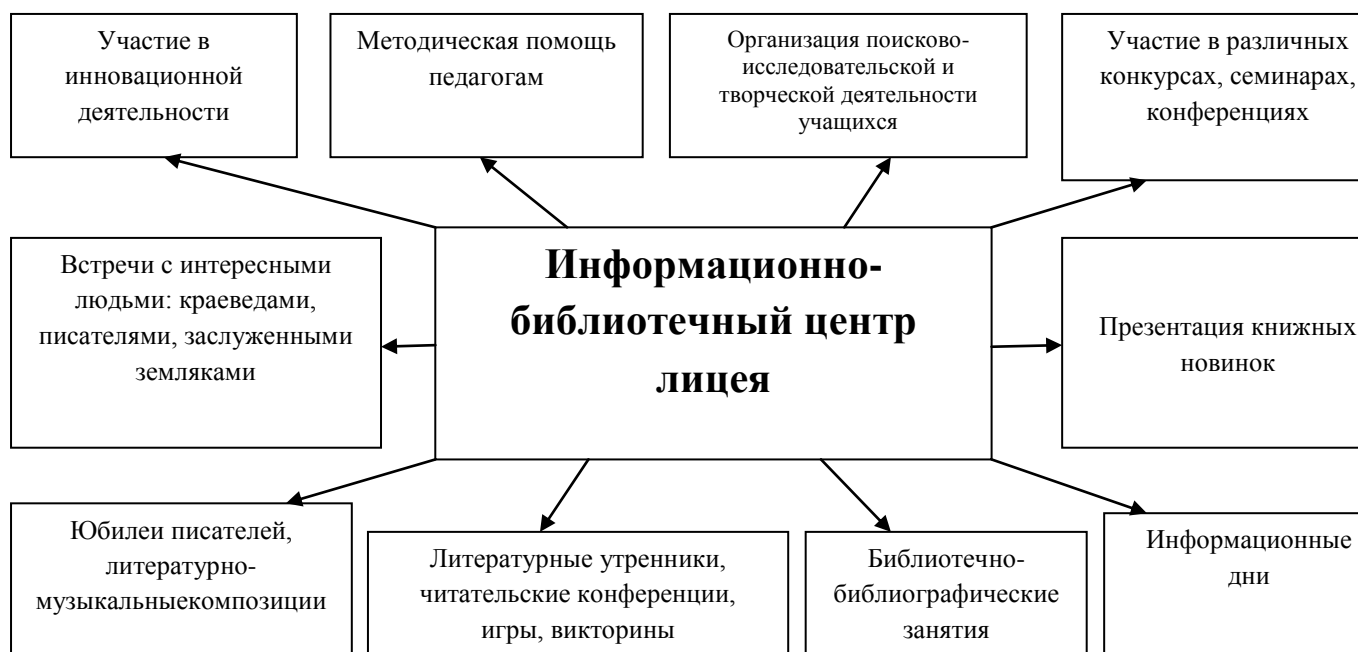 Участие в
инновационной
деятельности
Методическая помощь
педагогам
Организация поисково-
исследовательской и
творческой деятельности
учащихся
Участие в различных
конкурсах, семинарах,
конференциях
Встречи с интересными
людьми: краеведами,
писателями, заслуженными
земляками
Информационно-
библиотечный центр
лицея
Презентация книжных
новинок
Юбилеи писателей,
литературно-
музыкальныекомпозиции
Литературные утренники,
читательские конференции,
игры, викторины
Библиотечно-
библиографические
занятия
Информационные
дни